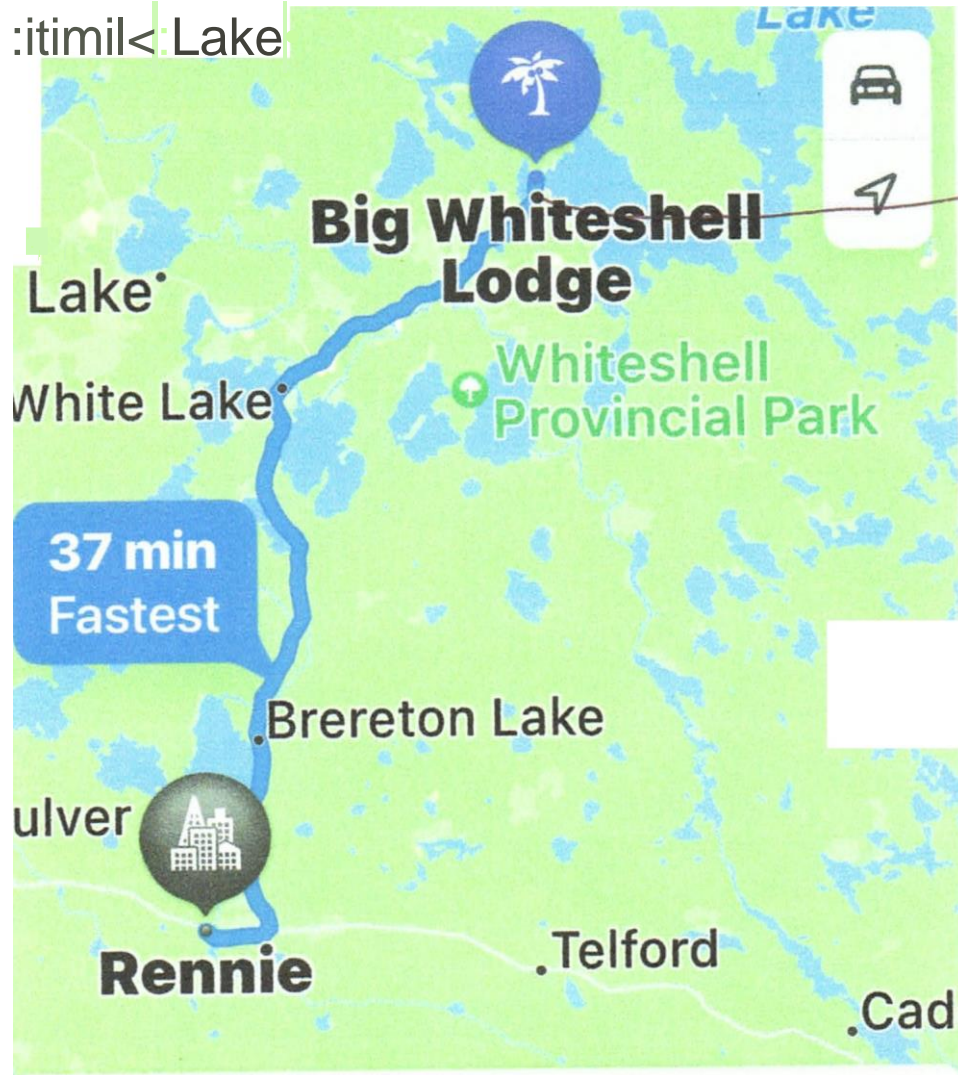 :itimil< Lake
Lake
Big Whiteshell
Lodge
Lake
White Lake
Whiteshell
Provincial Park
37 min
Fastest
Brereton Lake
ulver
Rennie
Telford
Cad